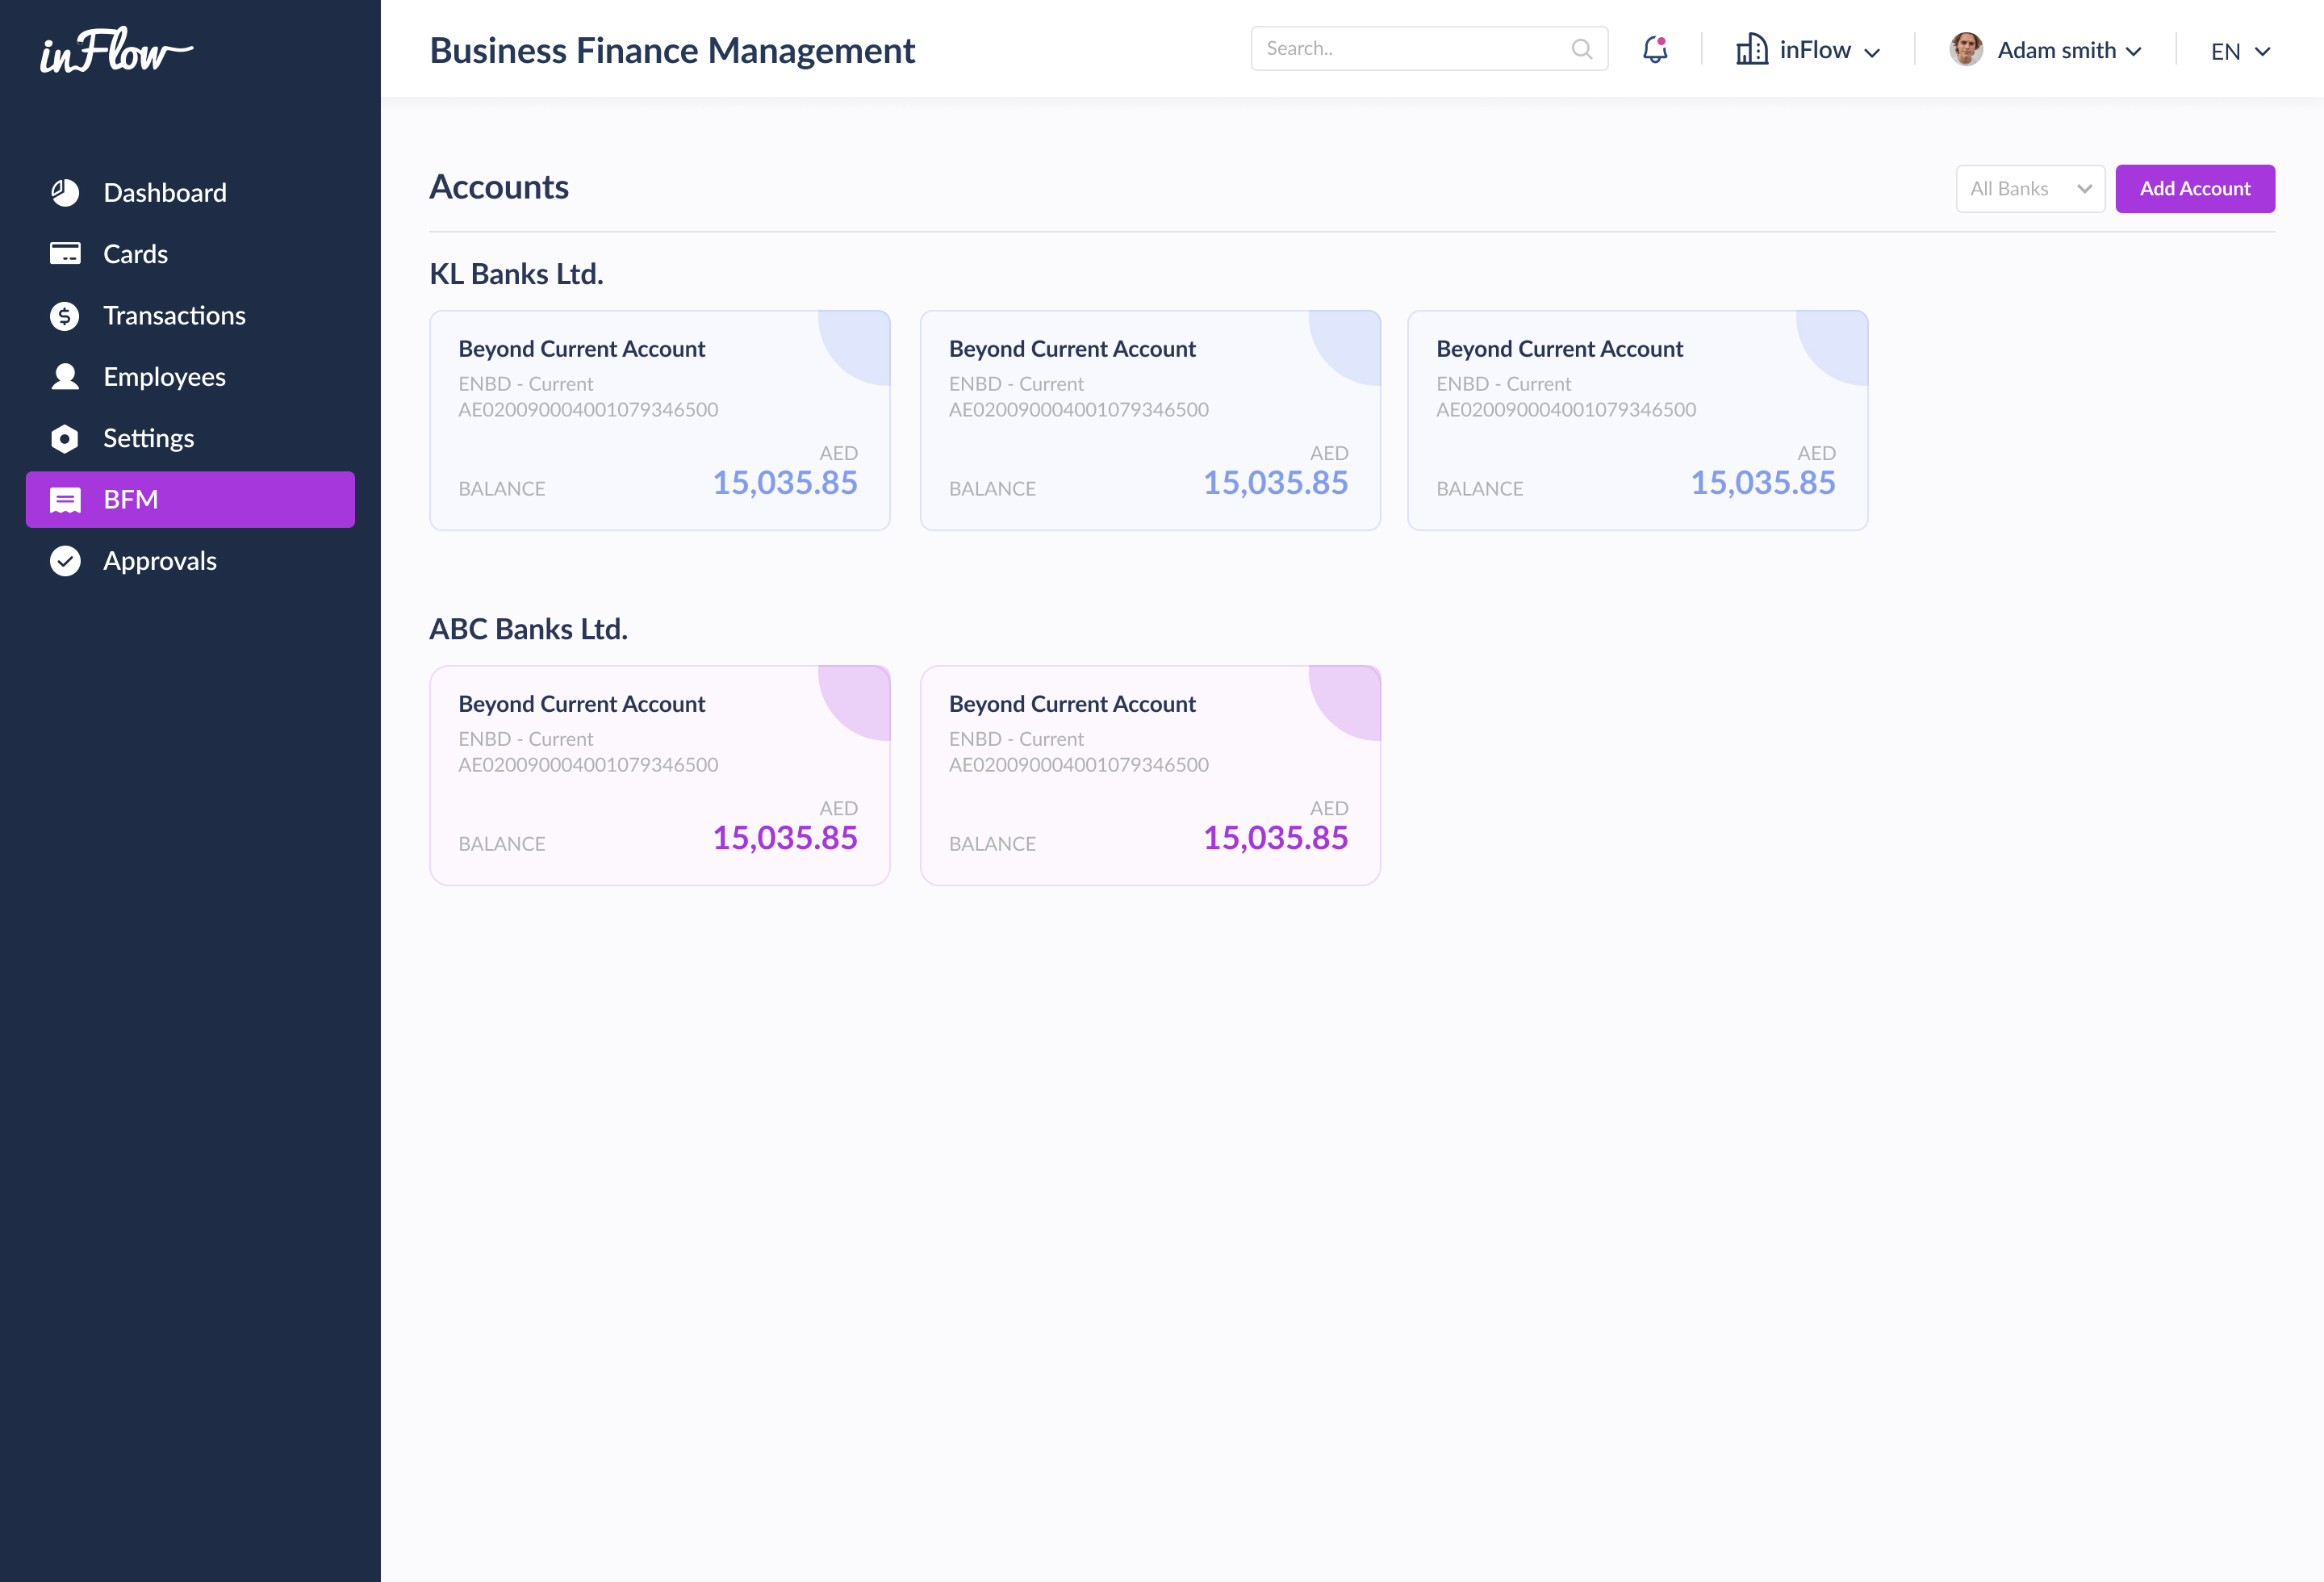 inFlow
Business Finance Management
Search..
inFlow
Adam smith
EN
Dashboard
Cards
Transactions
Employees
Settings
BFM
Approvals
Accounts
All Banks
Add Account
KL Banks Ltd.
Beyond Current Account
ENBD - Current
AE020090004001079346500
AED
BALANCE
15,035.85
Beyond Current Account
ENBD - Current
AE020090004001079346500
AED
BALANCE
15,035.85
Beyond Current Account
ENBD - Current
AE020090004001079346500
AED
BALANCE
15,035.85
ABC Banks Ltd.
Beyond Current Account
ENBD - Current
AE020090004001079346500
AED
BALANCE
15,035.85
Beyond Current Account
ENBD - Current
AE020090004001079346500
AED
BALANCE
15,035.85